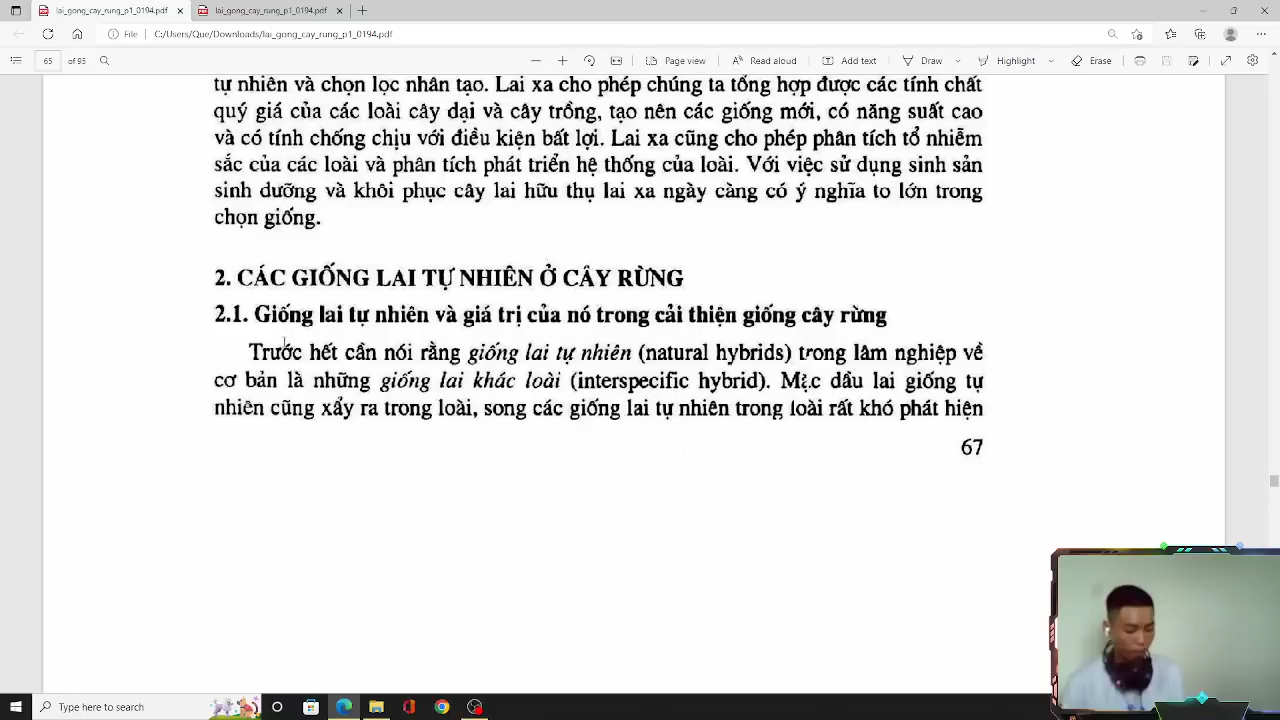 lai_gong_cay_rung_p1_0194.pdf
lai_gong_cay_rung_p1_0194.pdf
File
C:/Users/Que/Downloads/lai_gong_cay_rung_p1_0194.pdf
65 of 95
Page view
Read aloud
Add text
Draw
Highlight
Erase
tự nhiên và chọn lọc nhân tạo. Lai xa cho phép chúng ta tổng hợp được các tính chất
quý giá của các loài cây dại và cây trồng, tạo nên các giống mới, có năng suất cao
và có tính chống chịu với điều kiện bất lợi. Lai xa cũng cho phép phân tích tổ nhiễm
sắc của các loài và phân tích phát triển hệ thống của loài. Với việc sử dụng sinh sản
sinh dưỡng và khôi phục cây lai hữu thụ lai xa ngày càng có ý nghĩa to lớn trong
chọn giống.
2. CÁC GIỐNG LAI TỰ NHIÊN Ở CÂY RỪNG
2.1. Giống lai tự nhiên và giá trị của nó trong cải thiện giống cây rừng
Trước hết cần nói rằng giống lai tự nhiên (natural hybrids) trong lâm nghiệp về
cơ bản là những giống lai khác loài (interspecific hybrid). Mặc dầu lai giống tự
nhiên cũng xẩy ra trong loài, song các giống lai tự nhiên trong loài rất khó phát hiện
67
Type here to search